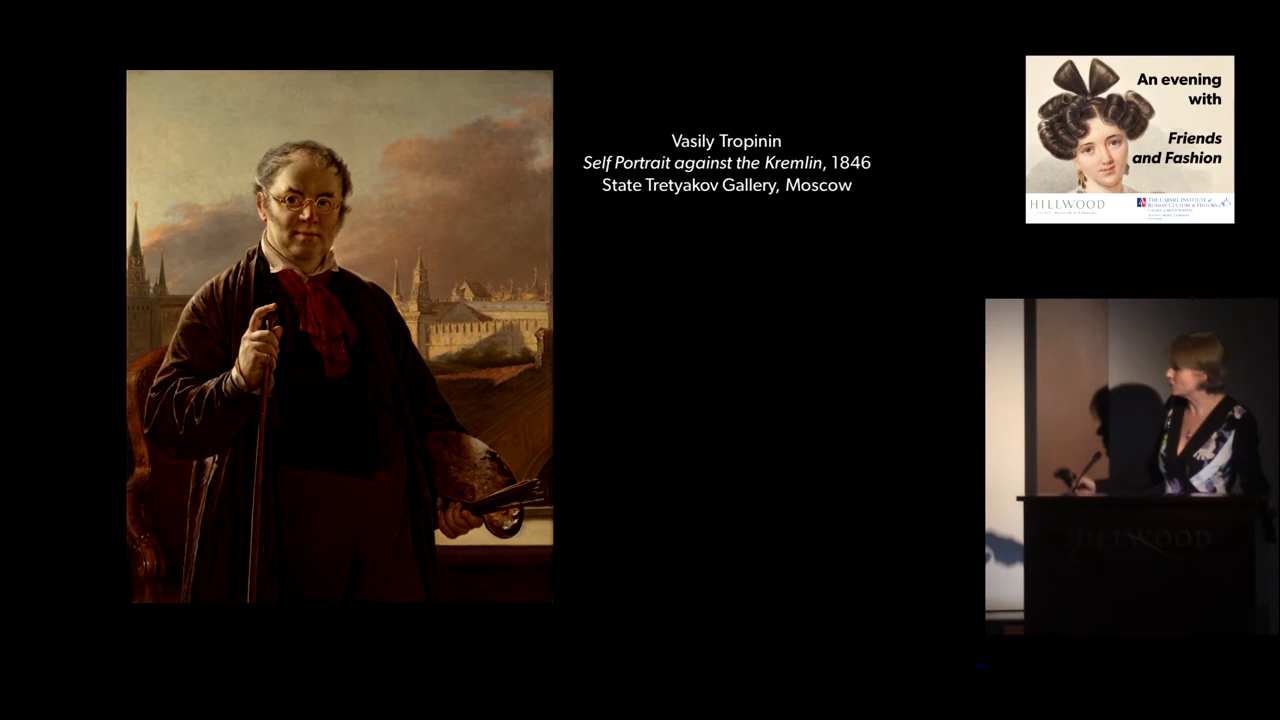 Vasily Tropinin
Self Portrait against the Kremlin, 1846
State Tretyakov Gallery, Moscow
An evening
with
Friends
and Fashion
HILLWOOD
THE CARMEL INSTITUTE of
RUSSIAN CULTURE & HISTORY
HILLWOOD